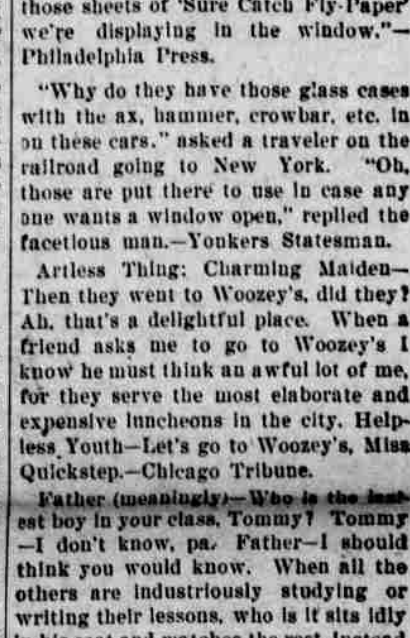 those sheets of 'Sure Catch Fly-Paper'
we're displaying in the window."—
Philadelphia Press.
"Why do they have those glass cases
with the ax, hammer, crowbar, etc. in
on these cars." asked a traveler on the
railroad going to New York. "Oh,
those are put there to use in case any
one wants a window open," replied the
facetious man.—Yonkers Statesman.
Artless Thing: Charming Maiden—
Then they went to Woozey's, did they?
Ah, that's a delightful place. When a
friend asks me to go to Woozey's I
know he must think an awful lot of me,
for they serve the most elaborate and
expensive luncheons in the city. Help-
less Youth—Let's go to Woozey's, Miss
Quickstep.—Chicago Tribune.
Father (meaningly)—Who is the
est boy in your class, Tommy? Tommy
—I don't know, pa. Father—I should
think you would know. When all the
others are industriously studying or
writing their lessons, who is it sits idly
in his seat and watches the